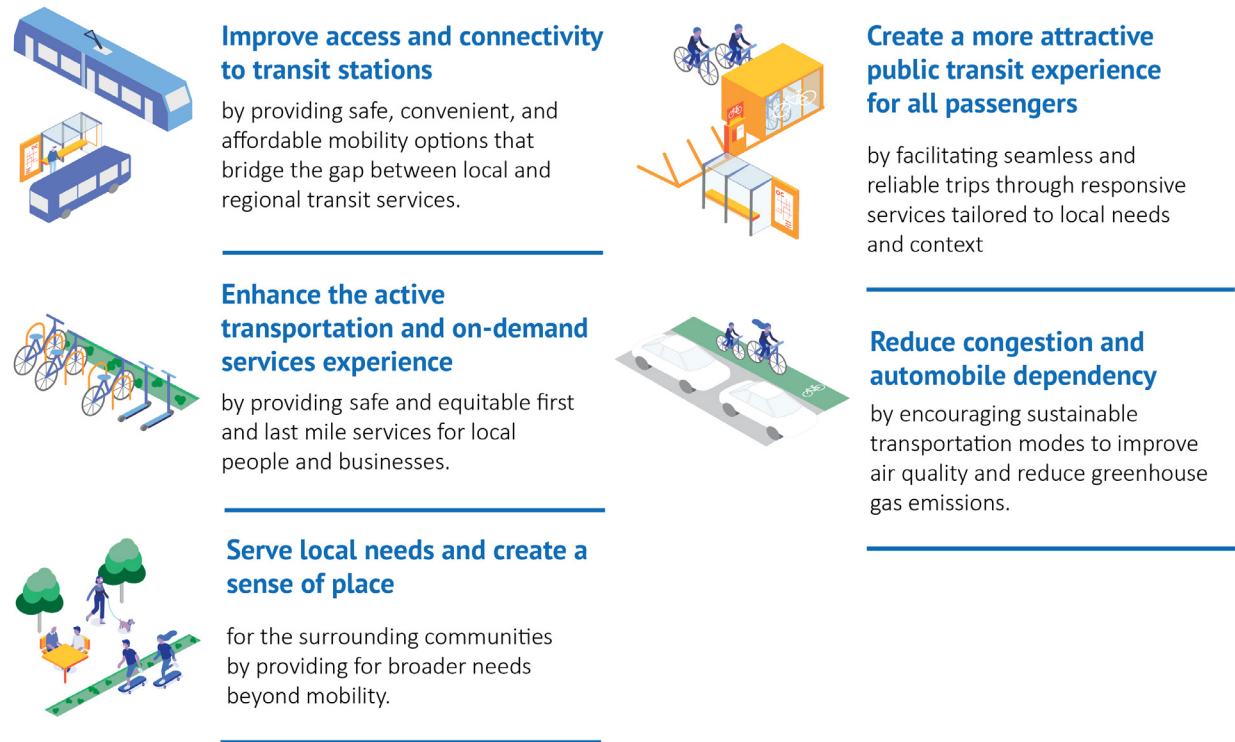 Improve access and connectivity
to transit stations
by providing safe, convenient, and
affordable mobility options that
bridge the gap between local and
regional transit services.
Enhance the active
transportation and on-demand
services experience
by providing safe and equitable first
and last mile services for local
people and businesses.
Serve local needs and create a
sense of place
for the surrounding communities
by providing for broader needs
beyond mobility.
Create a more attractive
public transit experience
for all passengers
by facilitating seamless and
reliable trips through responsive
services tailored to local needs
and context
Reduce congestion and
automobile dependency
by encouraging sustainable
transportation modes to improve
air quality and reduce greenhouse
gas emissions.